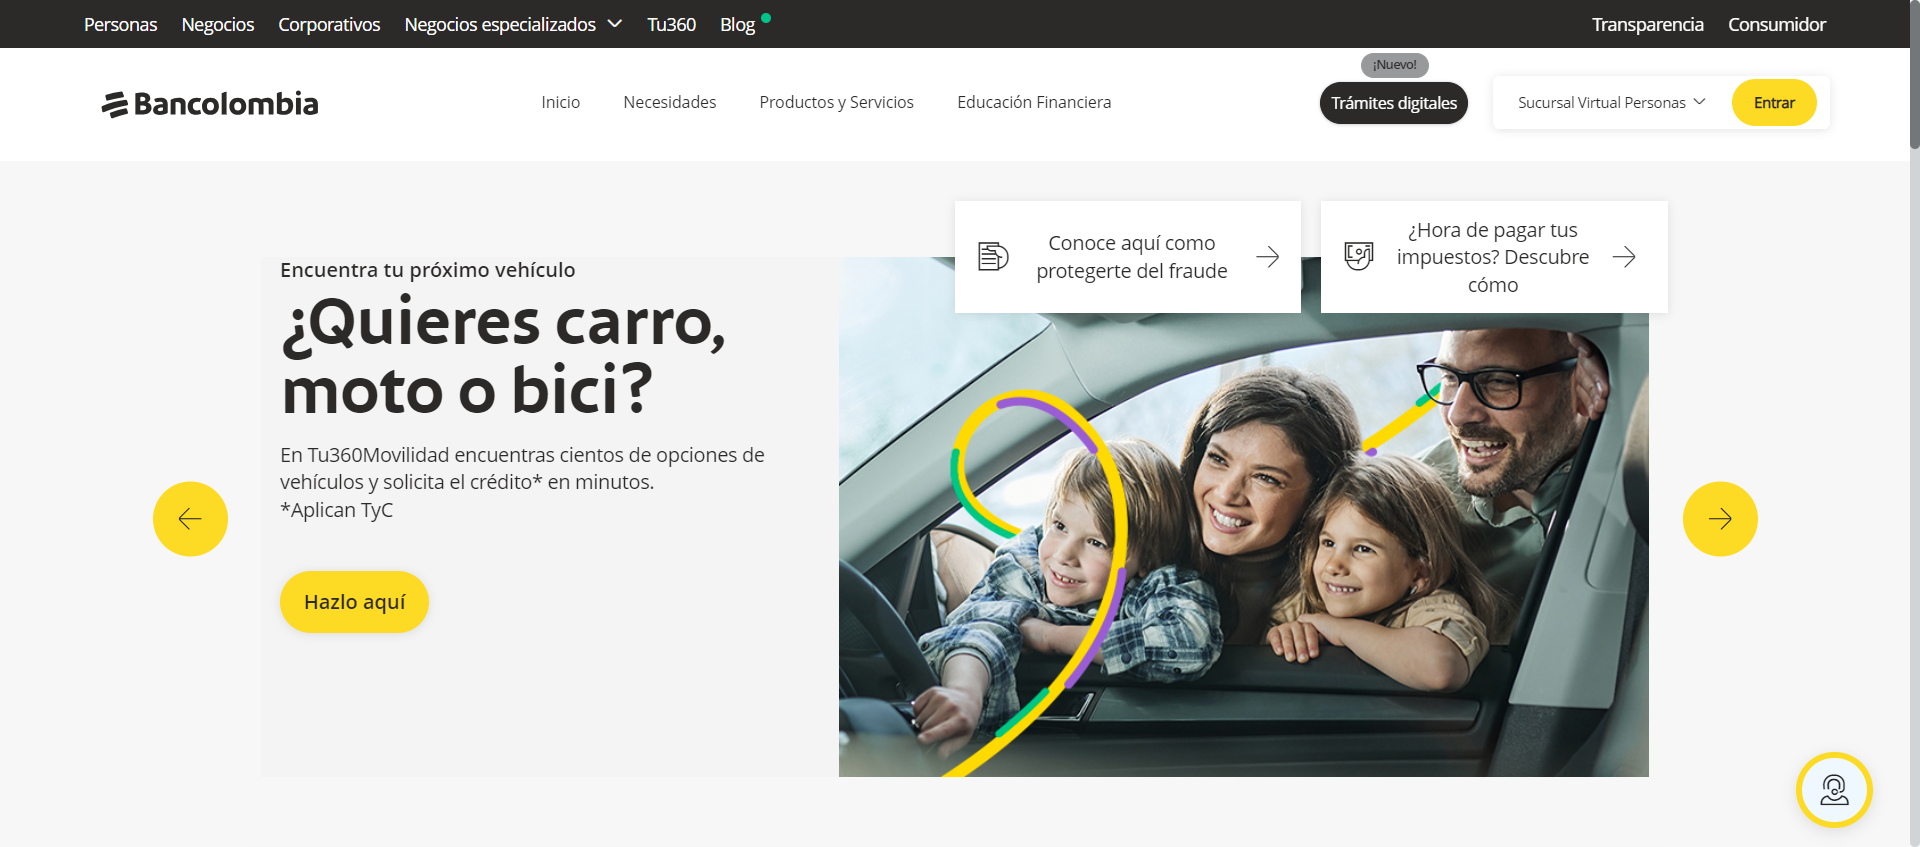 Personas Negocios Corporativos Negocios especializados Tu360 Blog Transparencia Consumidor
¡Nuevo!
Bancolombia Inicio Necesidades Productos y Servicios Educación Financiera Trámites digitales Sucursal Virtual Personas Entrar
Conoce aquí como
protegerte del fraude
¿Hora de pagar tus
impuestos? Descubre
cómo
Encuentra tu próximo vehículo
¿Quieres carro,
moto o bici?
En Tu360Movilidad encuentras cientos de opciones de
vehículos y solicita el crédito* en minutos.
*Aplican TyC
Hazlo aquí